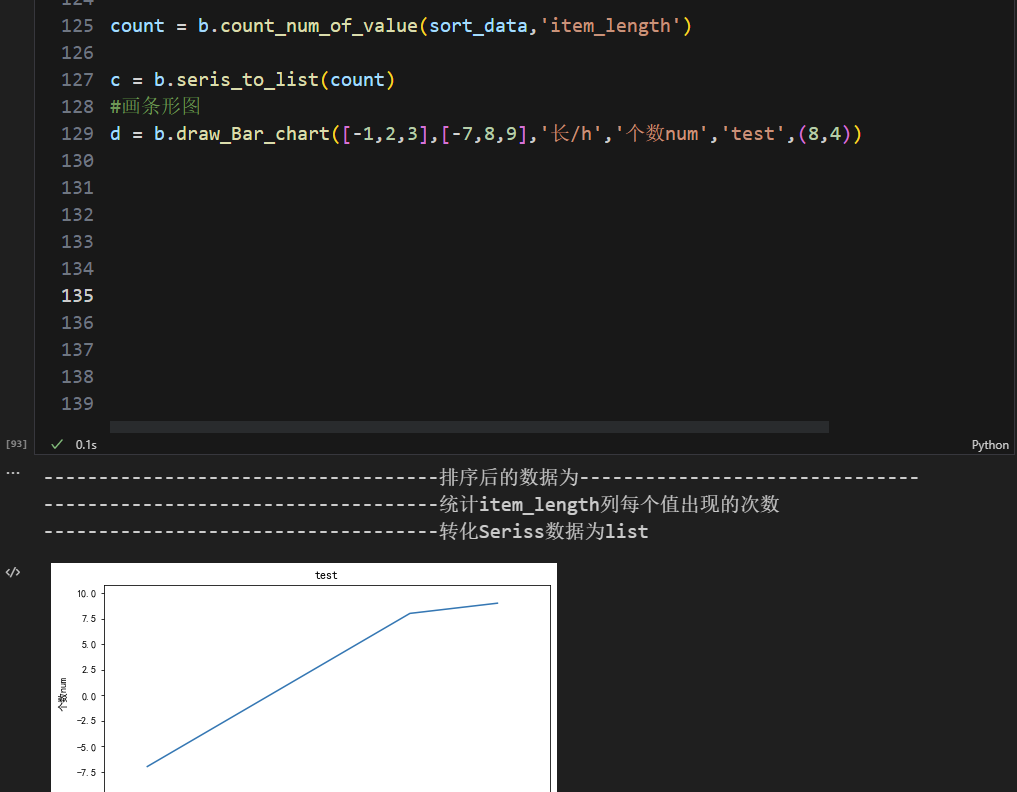 124
125 count = b.count_num_of_value(sort_data,'item_length')
126
127 c = b.seris_to_list(count)
128 #画条形图
129 d = b.draw_Bar_chart([-1,2,3],[-7,8,9],'长/h','个数num','test',(8,4))
130
131
132
133
134
135
136
137
138
139
[93] ✓ 0.1s Python
------------------------------------排序后的数据为-------------------------------
------------------------------------统计item_length列每个值出现的次数
------------------------------------转化Seriss数据为list
test
10.0
7.5
5.0
2.5
0.0
-2.5
-5.0
-7.5
个数num